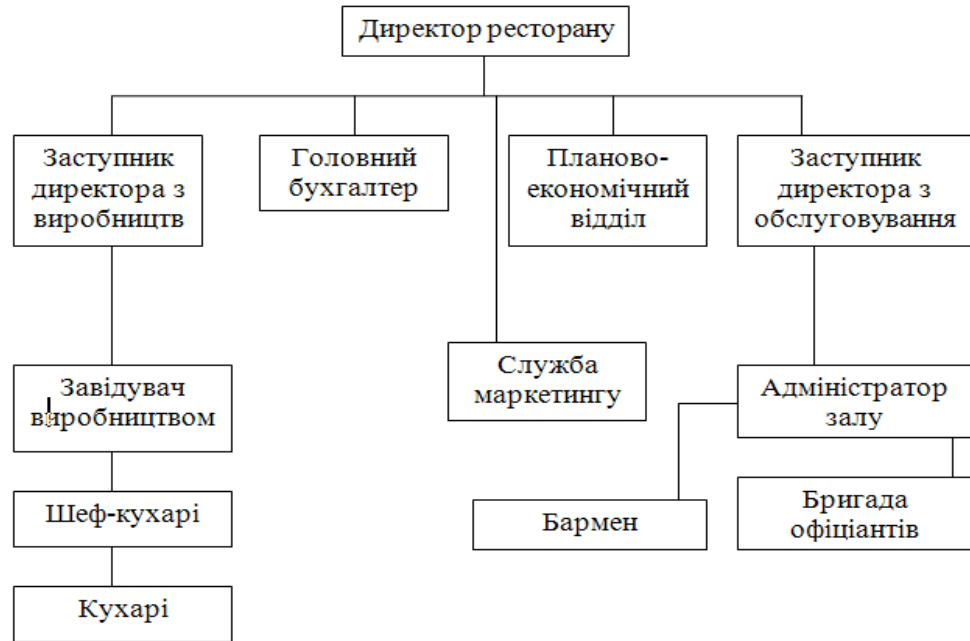 Директор ресторану
Заступник
директора з
виробництв
Головний
бухгалтер
Планово-
економічний
відділ
Заступник
директора з
обслуговування
Служба
маркетингу
Завідувач
виробництвом
Адміністратор
залу
Шеф-кухарі
Бармен
Бригада
офіціантів
Кухарі